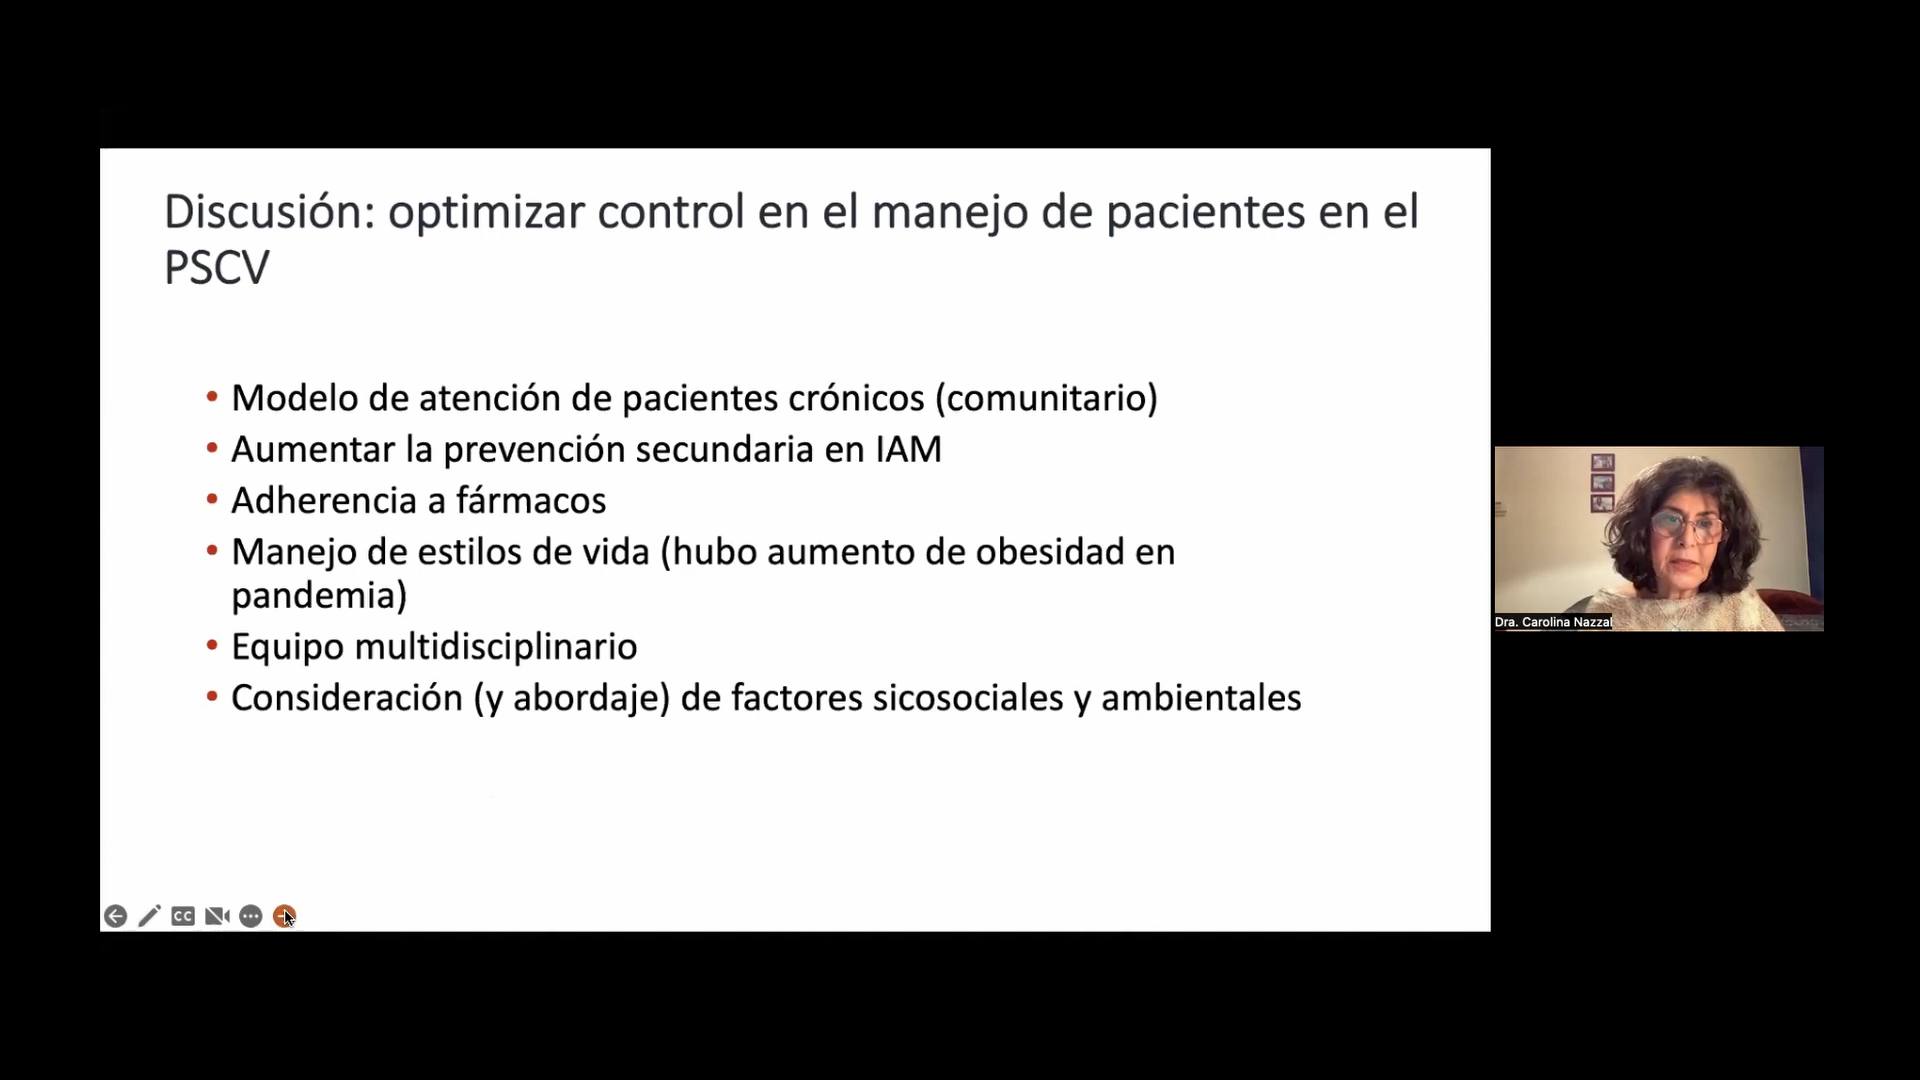 Discusión: optimizar control en el manejo de pacientes en el
PSCV
• Modelo de atención de pacientes crónicos (comunitario)
• Aumentar la prevención secundaria en IAM
• Adherencia a fármacos
• Manejo de estilos de vida (hubo aumento de obesidad en
pandemia)
• Equipo multidisciplinario
• Consideración (y abordaje) de factores sicosociales y ambientales
Dra. Carolina Nazzal
CC